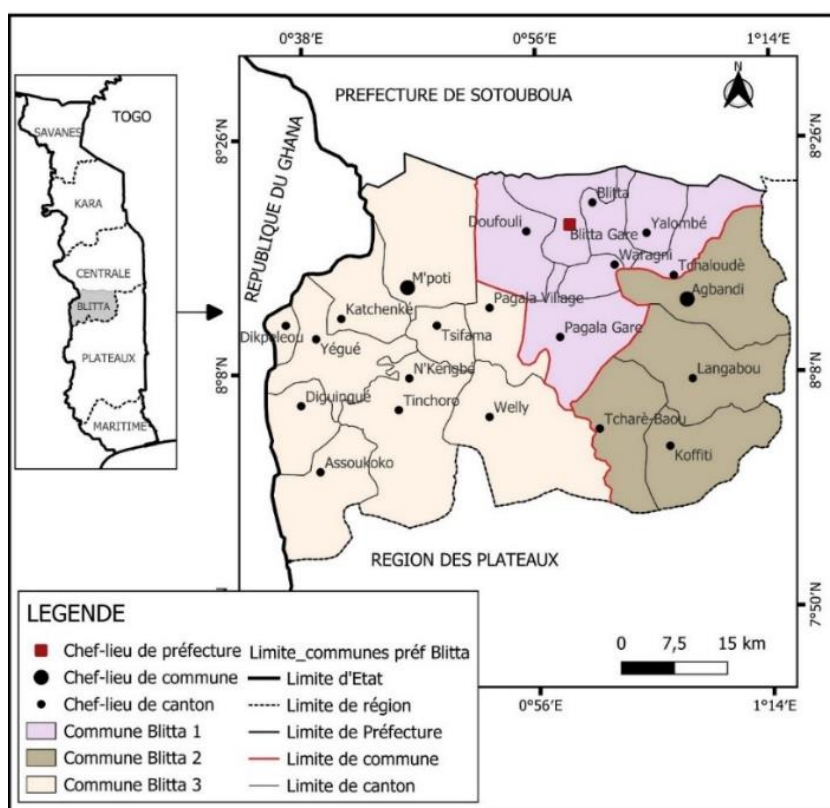 0°38′E 0°56′E 1°14′E
TOGO
SAVANES
KARA
CENTRALE
BLITTA
PLATEAUX
MARITIME
N
PREFECTURE DE SOTOUBOUA
REPUBLIQUE DU GHANA
8°26′N
8°26′N
Blitta
Doufouli
Blitta Gare
Yalombé
Waragni
Tchaloudè
M'poti
Agbandi
Pagala Village
Katchenké
Dikpeleou
Tsifama
Pagala Gare
Yégué
8°8′N
8°8′N
N'Kengbé
Langabou
Diguingué
Tinchoro
Welly
Tcharè-Baou
Koffiti
Assoukoko
REGION DES PLATEAUX
7°50′N
LEGENDE
Chef-lieu de préfecture
Chef-lieu de commune
Chef-lieu de canton
Commune Blitta 1
Commune Blitta 2
Commune Blitta 3
Limite_communes préf Blitta
Limite d'Etat
Limite de région
Limite de Préfecture
Limite de commune
Limite de canton
0 7,5 15 km
0°56′E 1°14′E